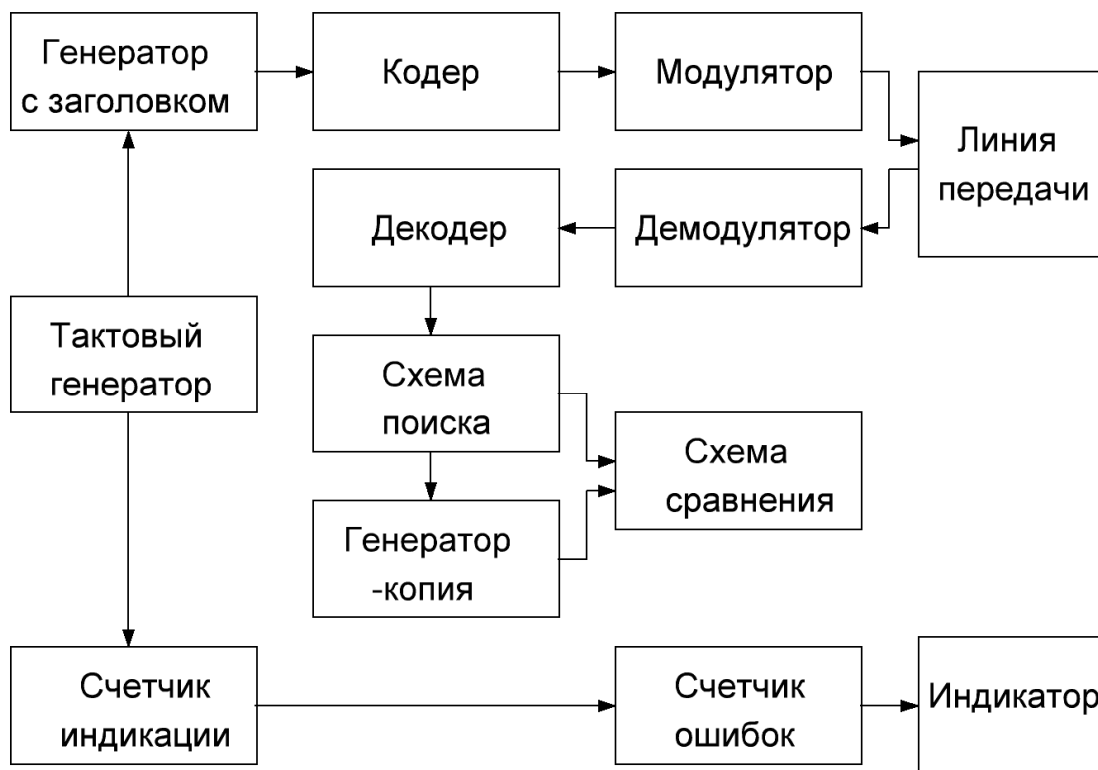 Генератор
с заголовком
Кодер
Модулятор
Линия
передачи
Декодер
Демодулятор
Тактовый
генератор
Схема
поиска
Схема
сравнения
Генератор
-копия
Счетчик
индикации
Счетчик
ошибок
Индикатор